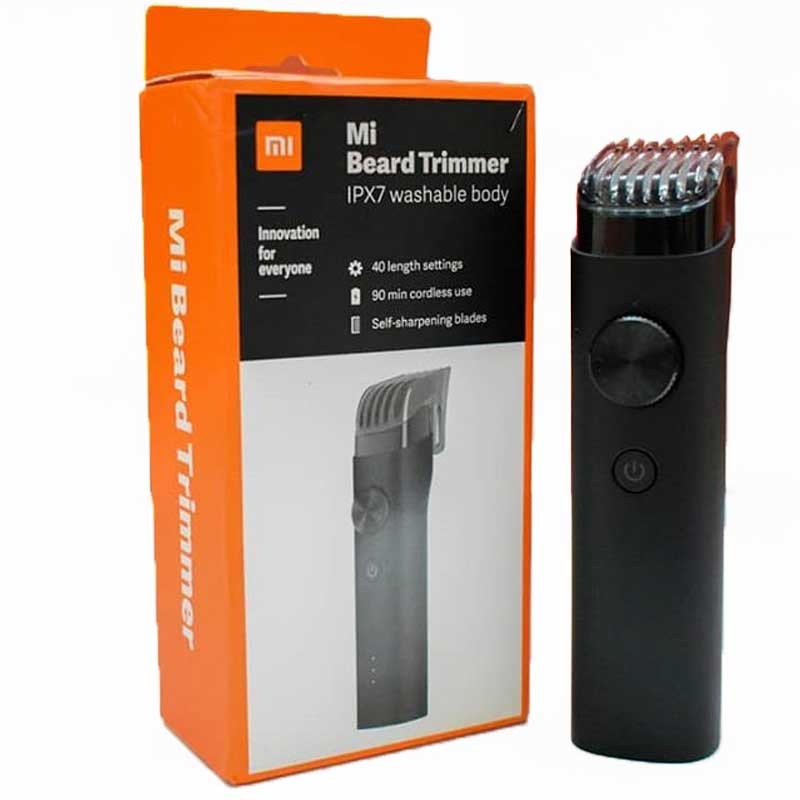 mi
Mi
Beard Trimmer
IPX7 washable body
Innovation
for
everyone
40 length settings
90 min cordless use
Self-sharpening blades
Mi Beard Trimmer